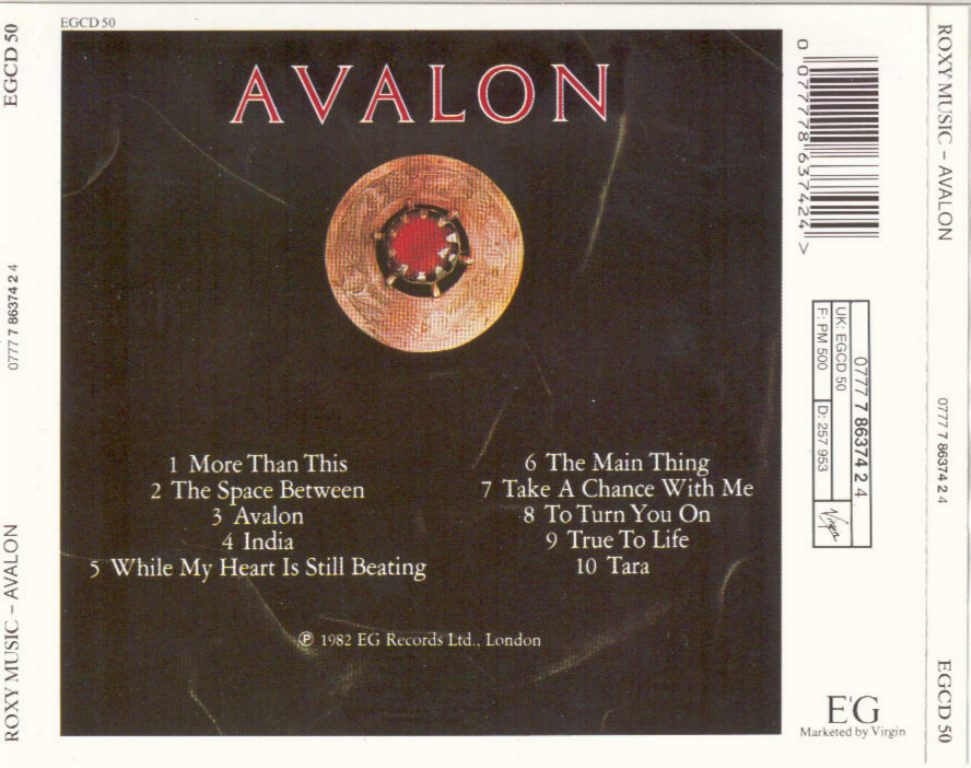 EGCD 50
0777 7 86374 2 4
ROXY MUSIC – AVALON
EGCD 50
AVALON
1 More Than This
2 The Space Between
3 Avalon
4 India
5 While My Heart Is Still Beating
6 The Main Thing
7 Take A Chance With Me
8 To Turn You On
9 True To Life
10 Tara
℗ 1982 EG Records Ltd., London
0 077778 637424 >
0777 7 86374 2 4
UK: EGCD 50
F: PM 500
D: 257 953
Virgin
E'G
Marketed by Virgin
ROXY MUSIC – AVALON
0777 7 86374 2 4
EGCD 50